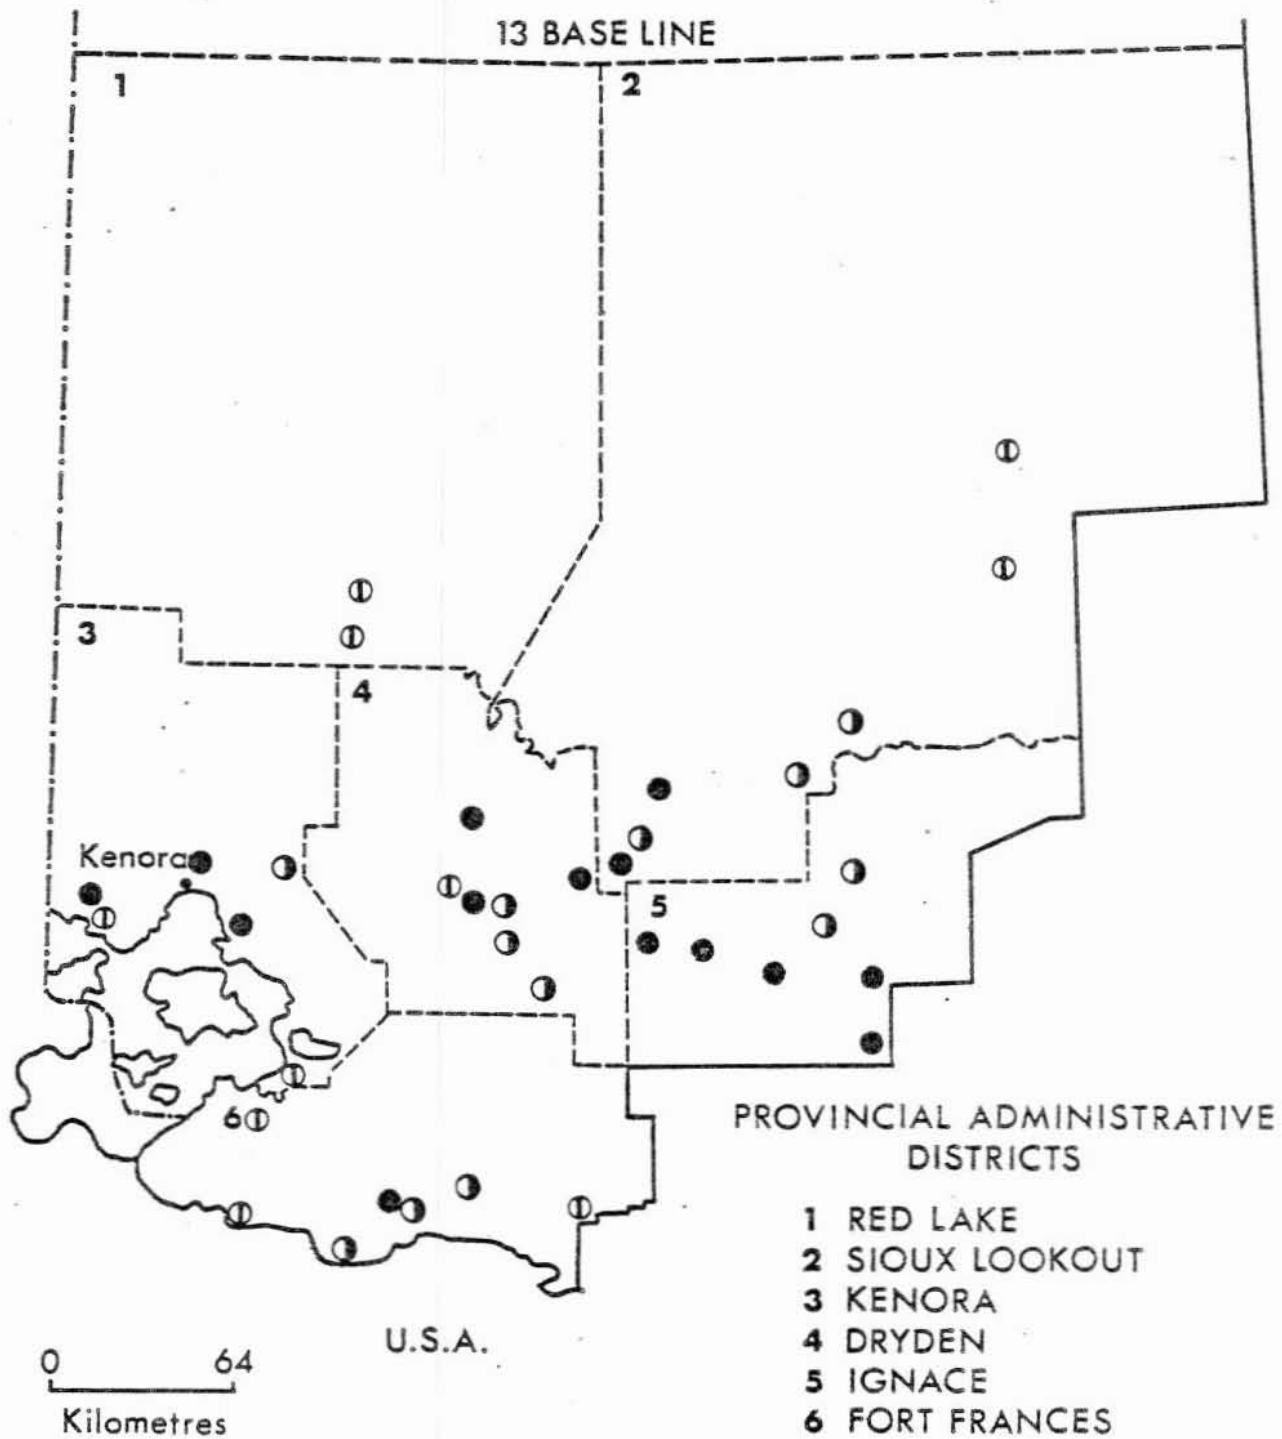 13 BASE LINE
1
2
3
4
Kenora
5
6
PROVINCIAL ADMINISTRATIVE
DISTRICTS
1 RED LAKE
2 SIOUX LOOKOUT
3 KENORA
4 DRYDEN
5 IGNACE
6 FORT FRANCES
U.S.A.
0 64
Kilometres